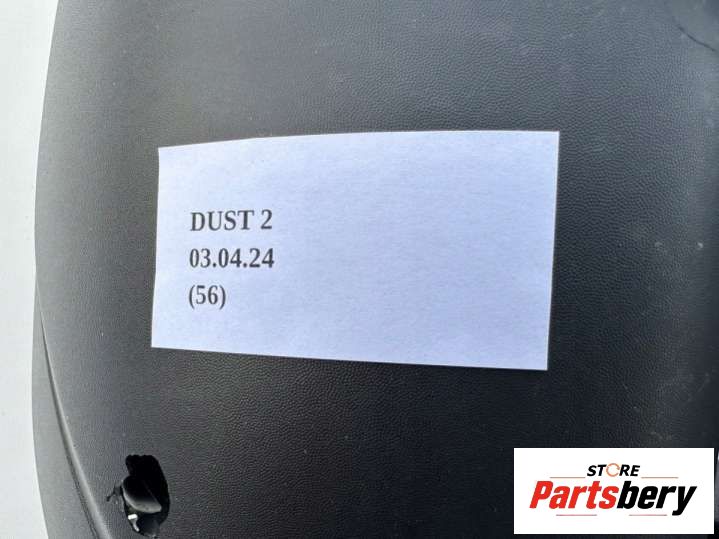 DUST 2
03.04.24
(56)
STORE
Partsbery